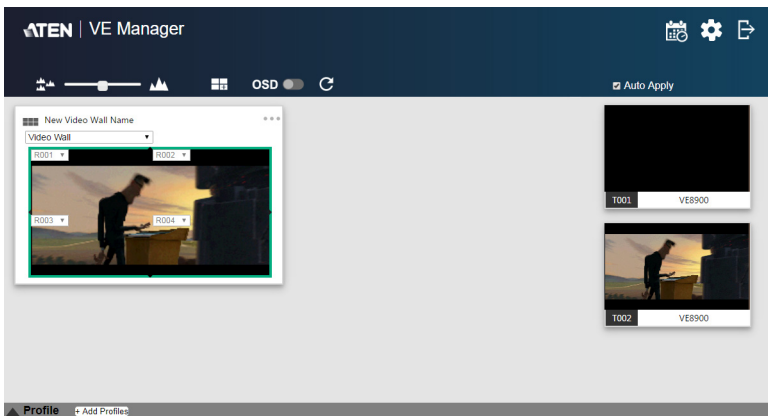 ATEN VE Manager
OSD
Auto Apply
New Video Wall Name
Video Wall
R001 R002
R003 R004
T001 VE8900
T002 VE8900
Profile + Add Profiles